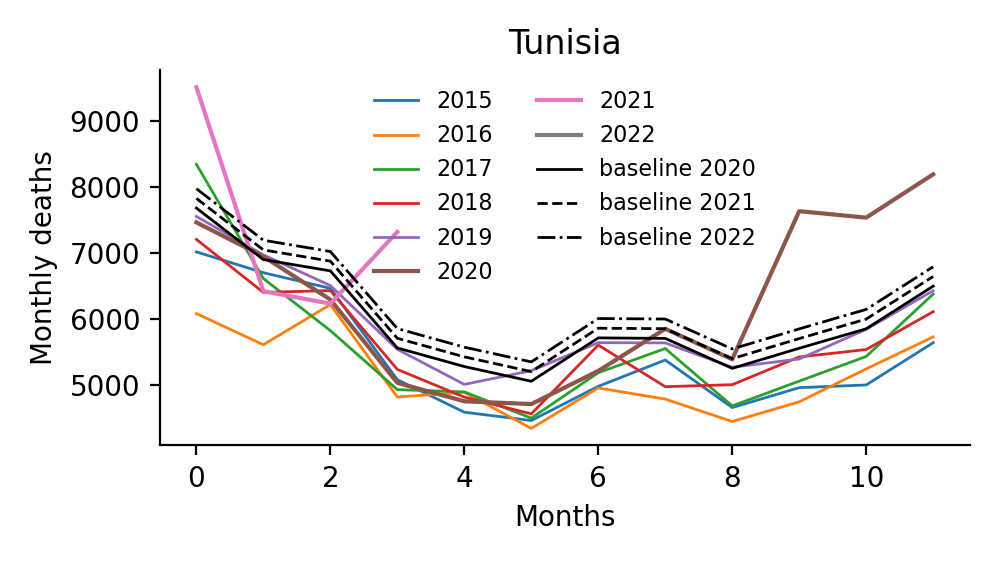 Tunisia
Monthly deaths
9000
8000
7000
6000
5000
2015
2016
2017
2018
2019
2020
2021
2022
baseline 2020
baseline 2021
baseline 2022
0 2 4 6 8 10
Months